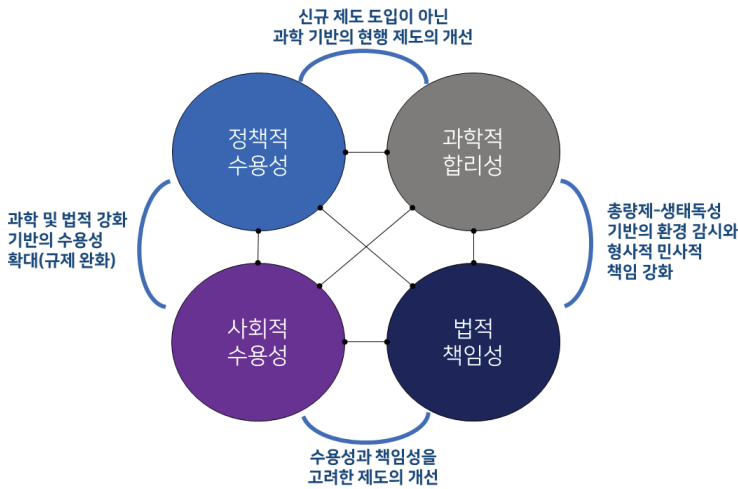 신규 제도 도입이 아닌
과학 기반의 현행 제도의 개선
정책적
수용성
과학적
합리성
과학 및 법적 강화
기반의 수용성
확대(규제 완화)
총량제-생태독성
기반의 환경 감시와
형사적 민사적
책임 강화
사회적
수용성
법적
책임성
수용성과 책임성을
고려한 제도의 개선